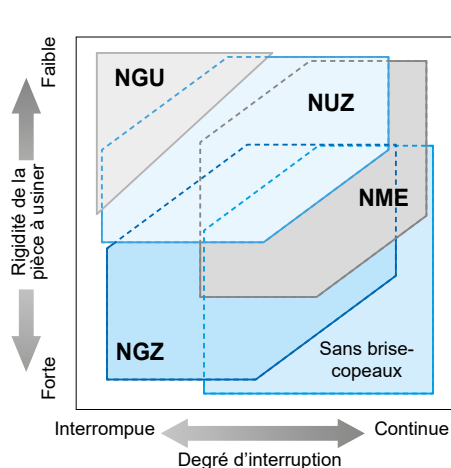 Faible
Rigidité de la
pièce à usiner
Forte
NGU
NUZ
NME
NGZ
Sans brise-
copeaux
Interrompue
Continue
Degré d’interruption